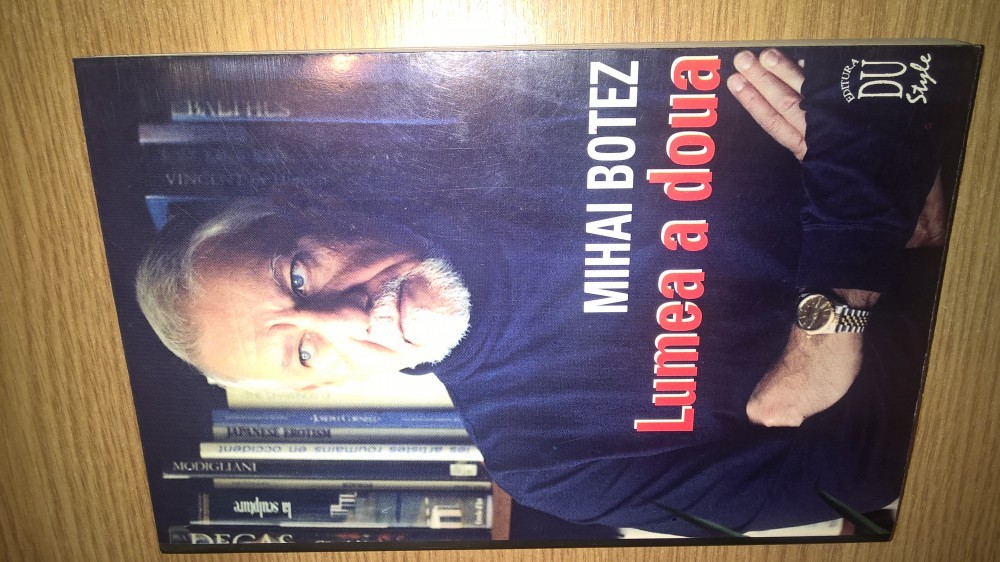 MIHAI BOTEZ
Lumea a doua
EDITURA
DU
Style
VINCENT
JAPANESE EROTISM
les artistes roumains en occident
MODIGLIANI
la sculpture
DEGAS